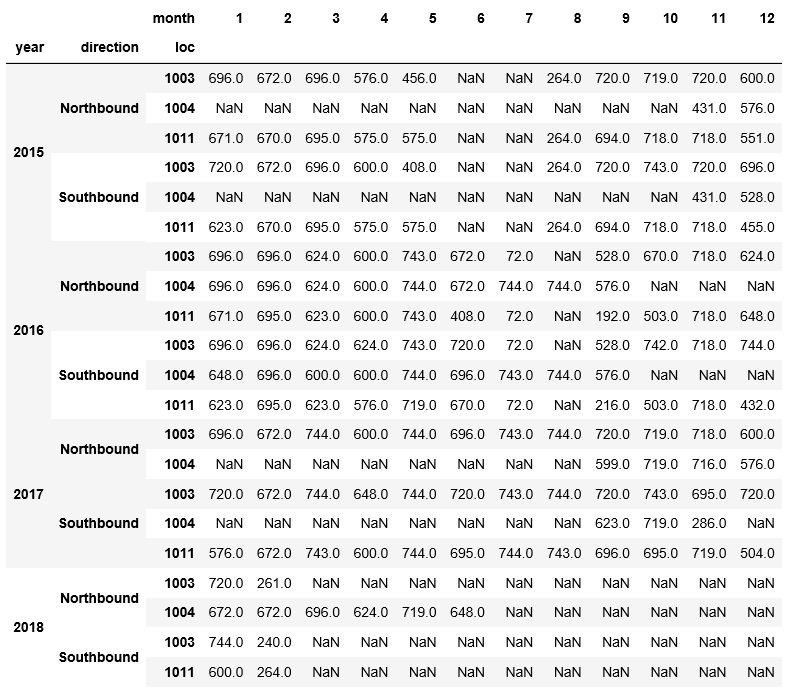 month 1 2 3 4 5 6 7 8 9 10 11 12
year direction loc
1003 696.0 672.0 696.0 576.0 456.0 NaN NaN 264.0 720.0 719.0 720.0 600.0
Northbound 1004 NaN NaN NaN NaN NaN NaN NaN NaN NaN NaN 431.0 576.0
1011 671.0 670.0 695.0 575.0 575.0 NaN NaN 264.0 694.0 718.0 718.0 551.0
2015
1003 720.0 672.0 696.0 600.0 408.0 NaN NaN 264.0 720.0 743.0 720.0 696.0
Southbound 1004 NaN NaN NaN NaN NaN NaN NaN NaN NaN NaN 431.0 528.0
1011 623.0 670.0 695.0 575.0 575.0 NaN NaN 264.0 694.0 718.0 718.0 455.0
1003 696.0 696.0 624.0 600.0 743.0 672.0 72.0 NaN 528.0 670.0 718.0 624.0
Northbound 1004 696.0 696.0 624.0 600.0 744.0 672.0 744.0 744.0 576.0 NaN NaN NaN
1011 671.0 695.0 623.0 600.0 743.0 408.0 72.0 NaN 192.0 503.0 718.0 648.0
2016
1003 696.0 696.0 624.0 624.0 743.0 720.0 72.0 NaN 528.0 742.0 718.0 744.0
Southbound 1004 648.0 696.0 600.0 600.0 744.0 696.0 743.0 744.0 576.0 NaN NaN NaN
1011 623.0 695.0 623.0 576.0 719.0 670.0 72.0 NaN 216.0 503.0 718.0 432.0
1003 696.0 672.0 744.0 600.0 744.0 696.0 743.0 744.0 720.0 719.0 718.0 600.0
Northbound
1004 NaN NaN NaN NaN NaN NaN NaN NaN 599.0 719.0 716.0 576.0
2017 1003 720.0 672.0 744.0 648.0 744.0 720.0 743.0 744.0 720.0 743.0 695.0 720.0
Southbound 1004 NaN NaN NaN NaN NaN NaN NaN NaN 623.0 719.0 286.0 NaN
1011 576.0 672.0 743.0 600.0 744.0 695.0 744.0 743.0 696.0 695.0 719.0 504.0
1003 720.0 261.0 NaN NaN NaN NaN NaN NaN NaN NaN NaN NaN
Northbound
1004 672.0 672.0 696.0 624.0 719.0 648.0 NaN NaN NaN NaN NaN NaN
2018
1003 744.0 240.0 NaN NaN NaN NaN NaN NaN NaN NaN NaN NaN
Southbound
1011 600.0 264.0 NaN NaN NaN NaN NaN NaN NaN NaN NaN NaN